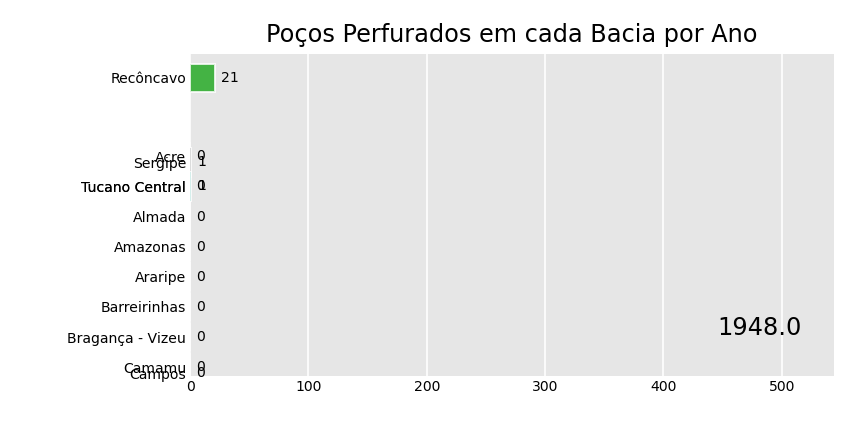 Poços Perfurados em cada Bacia por Ano
Recôncavo 21
Acre 0
Sergipe 1
Tucano Central 1
Almada 0
Amazonas 0
Araripe 0
Barreirinhas 0
1948.0
Bragança - Vizeu 0
Camamu 0
Campos 0
0 100 200 300 400 500